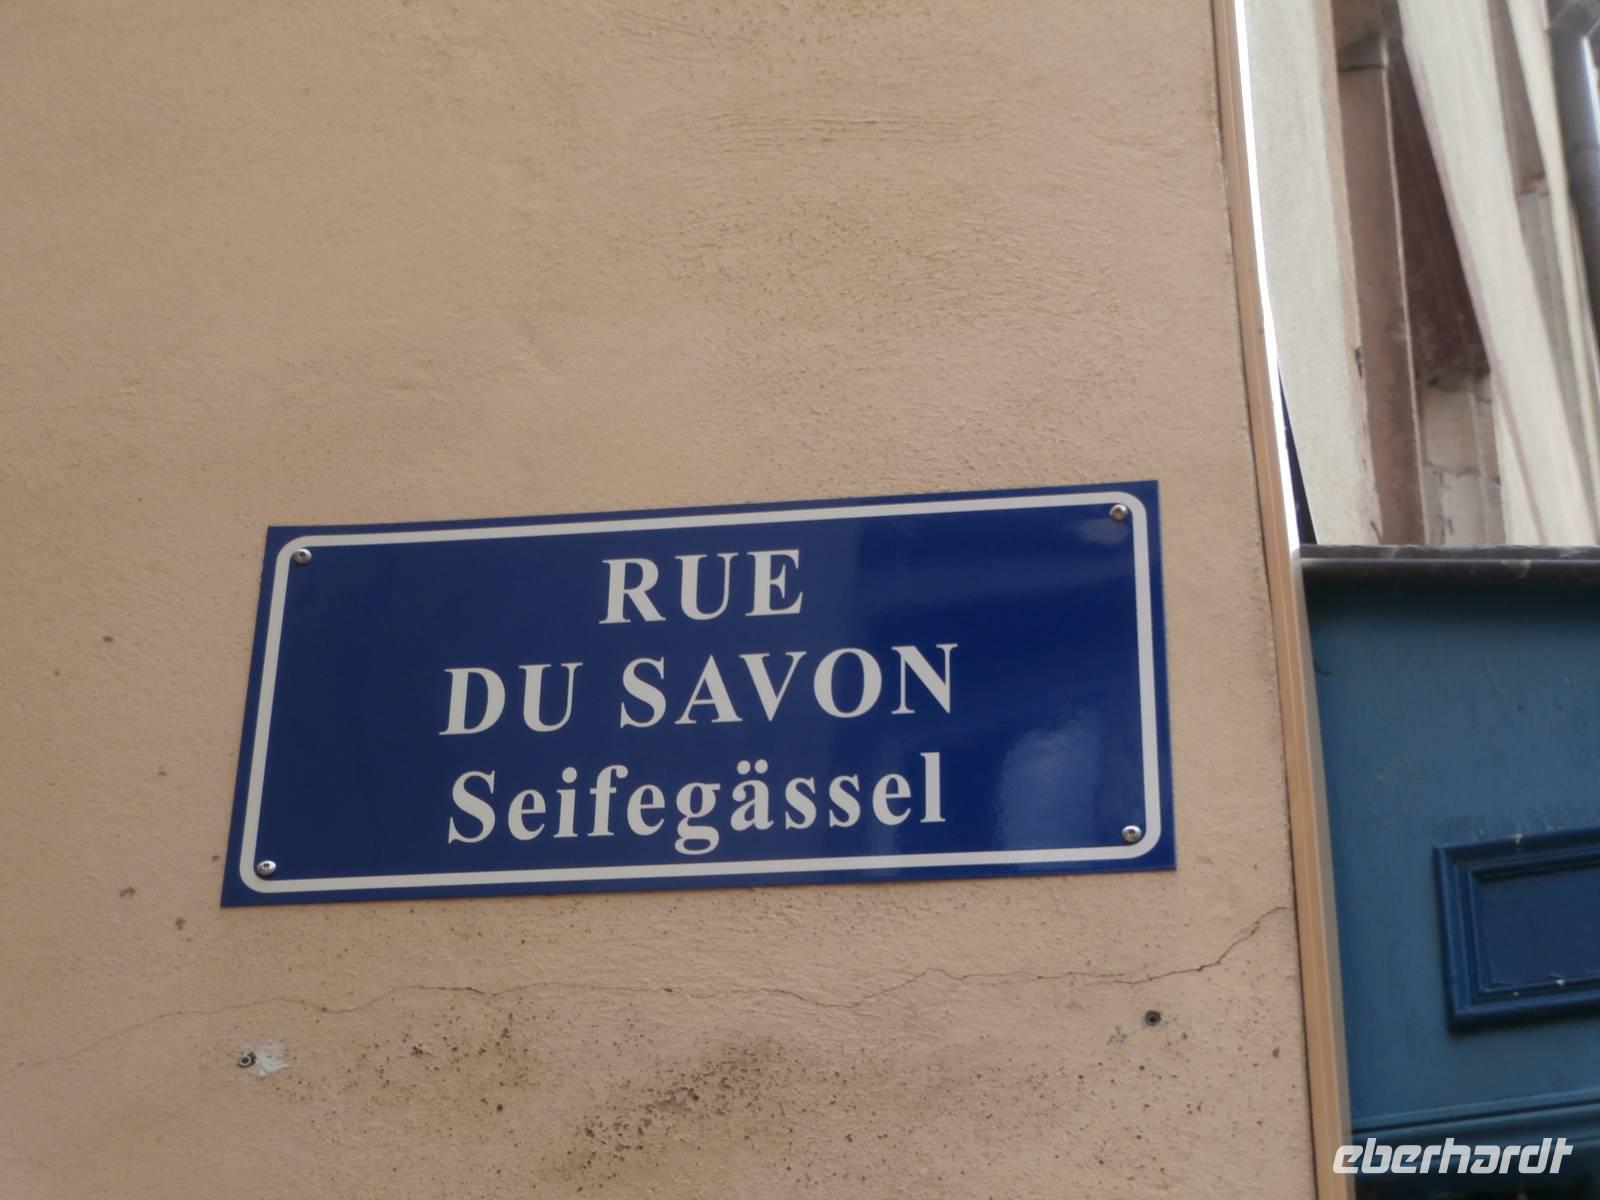 RUE
DU SAVON
Seifegässel
eberhardt